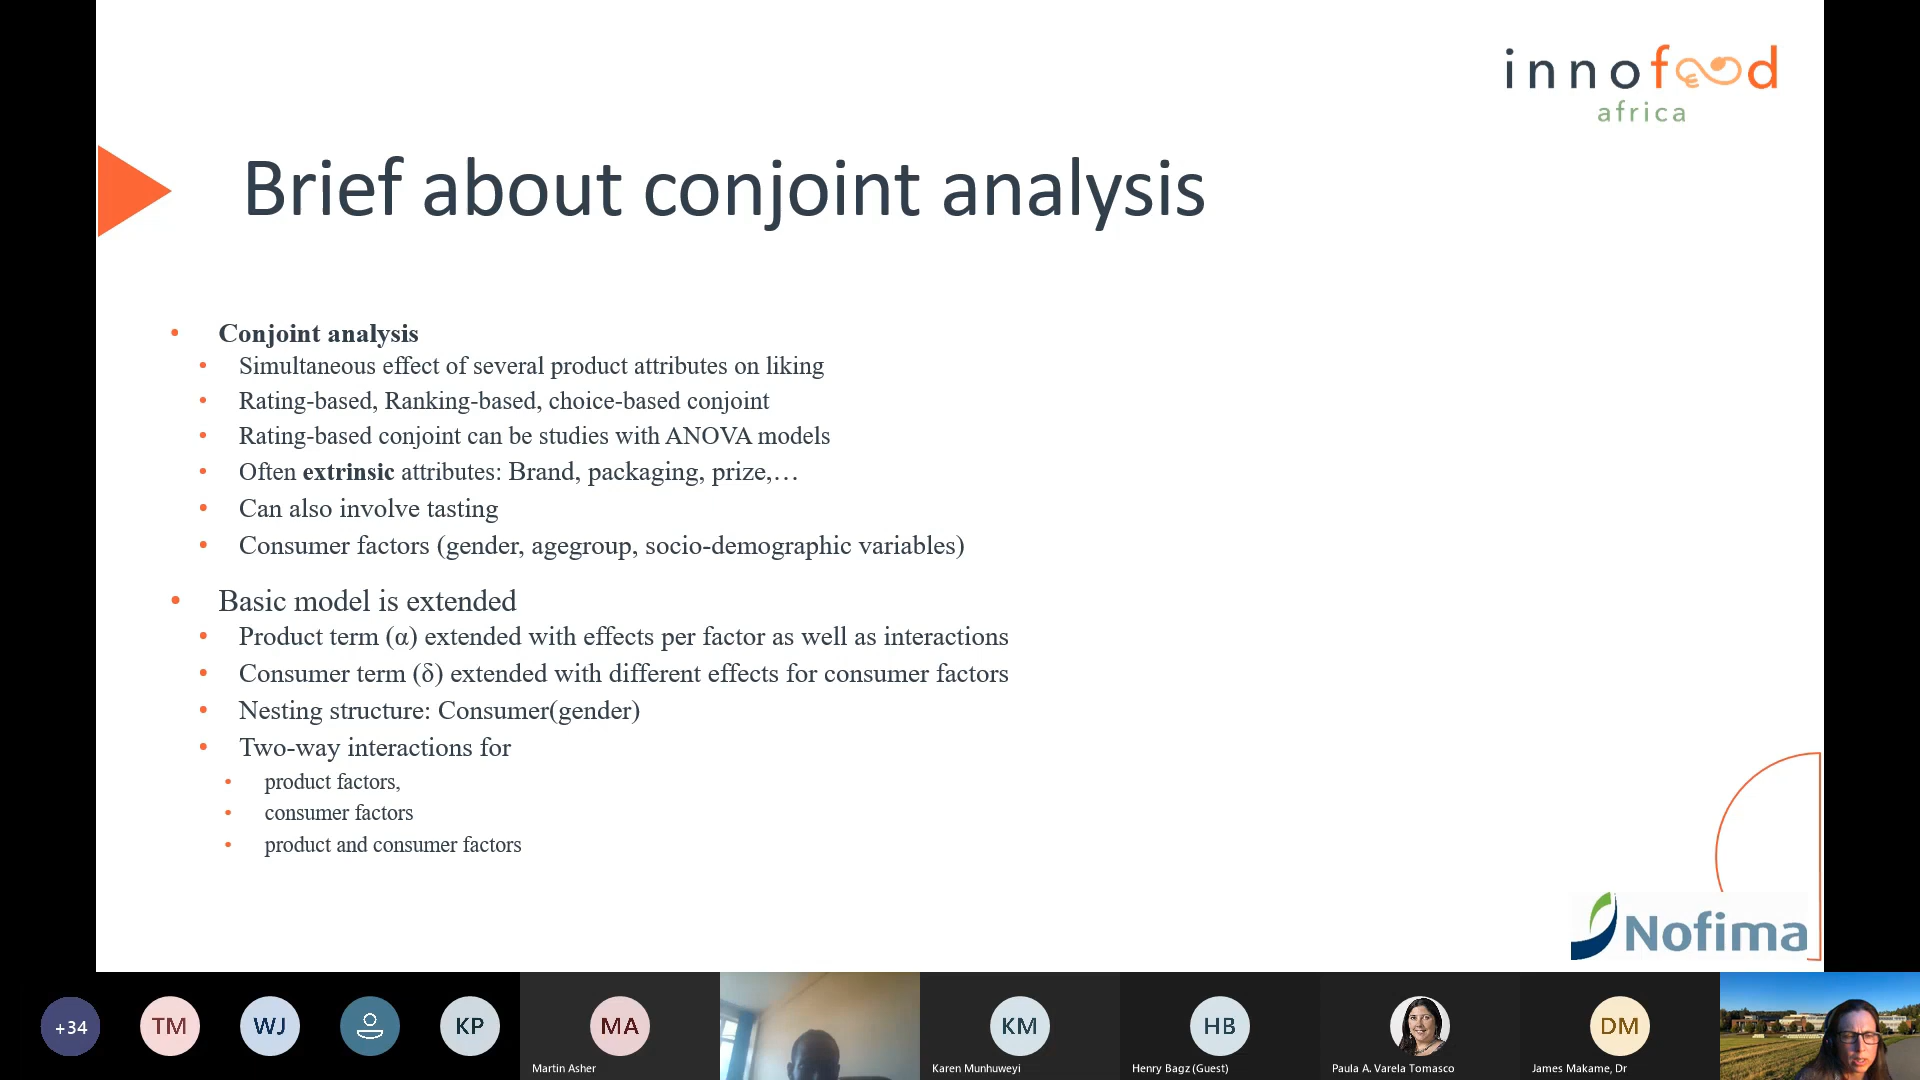 innofood
africa
Brief about conjoint analysis
• Conjoint analysis
• Simultaneous effect of several product attributes on liking
• Rating-based, Ranking-based, choice-based conjoint
• Rating-based conjoint can be studies with ANOVA models
• Often extrinsic attributes: Brand, packaging, prize,…
• Can also involve tasting
• Consumer factors (gender, agegroup, socio-demographic variables)
• Basic model is extended
• Product term (α) extended with effects per factor as well as interactions
• Consumer term (δ) extended with different effects for consumer factors
• Nesting structure: Consumer(gender)
• Two-way interactions for
• product factors,
• consumer factors
• product and consumer factors
Nofima
+34
TM
WJ
KP
MA
KM
HB
DM
Martin Asher
Karen Munhuweyi
Henry Bagz (Guest)
Paula A. Varela Tomasco
James Makame, Dr